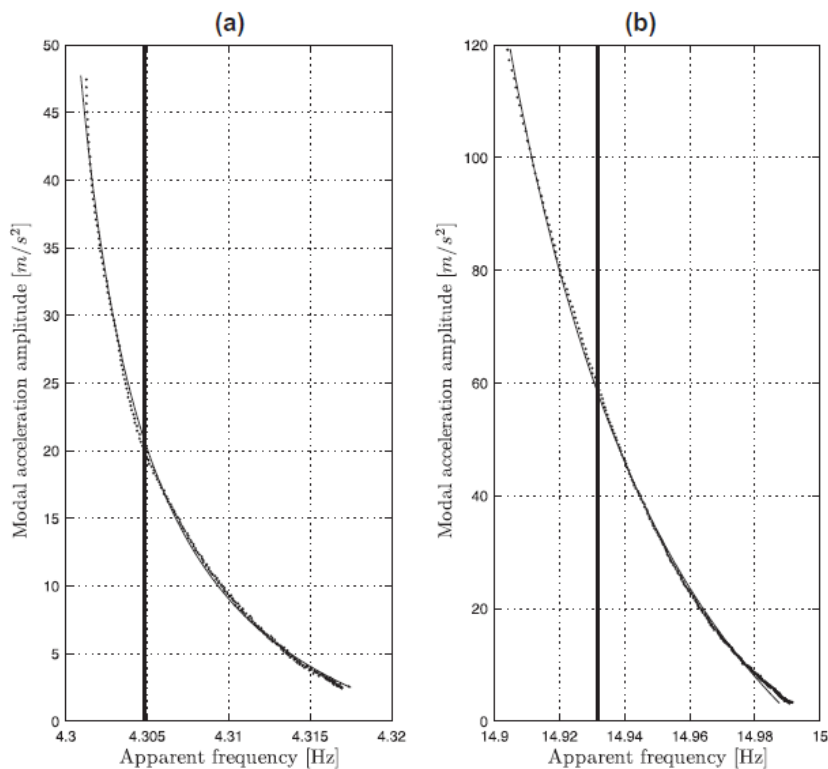 (a)
50
45
40
35
30
25
20
15
10
5
0
Modal acceleration amplitude [m/s²]
4.3 4.305 4.31 4.315 4.32
Apparent frequency [Hz]
(b)
120
100
80
60
40
20
0
Modal acceleration amplitude [m/s²]
14.9 14.92 14.94 14.96 14.98 15
Apparent frequency [Hz]